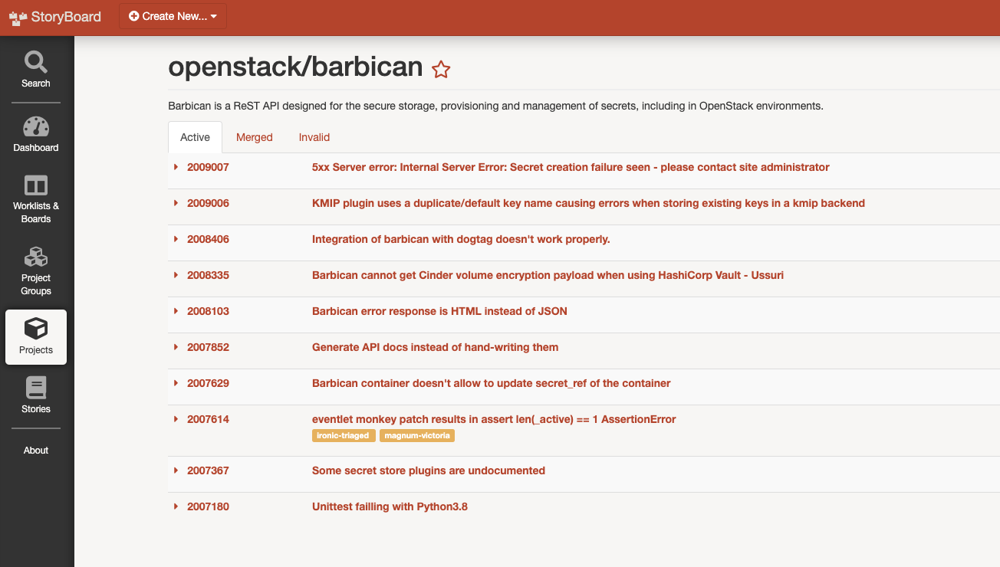 StoryBoard
Create New...
Search
Dashboard
Worklists &
Boards
Project
Groups
Projects
Stories
About
openstack/barbican
Barbican is a ReST API designed for the secure storage, provisioning and management of secrets, including in OpenStack environments.
Active Merged Invalid
2009007 5xx Server error: Internal Server Error: Secret creation failure seen - please contact site administrator
2009006 KMIP plugin uses a duplicate/default key name causing errors when storing existing keys in a kmip backend
2008406 Integration of barbican with dogtag doesn't work properly.
2008335 Barbican cannot get Cinder volume encryption payload when using HashiCorp Vault - Ussuri
2008103 Barbican error response is HTML instead of JSON
2007852 Generate API docs instead of hand-writing them
2007629 Barbican container doesn't allow to update secret_ref of the container
2007614 eventlet monkey patch results in assert len(_active) == 1 AssertionError
ironic-triaged magnum-victoria
2007367 Some secret store plugins are undocumented
2007180 Unittest failling with Python3.8